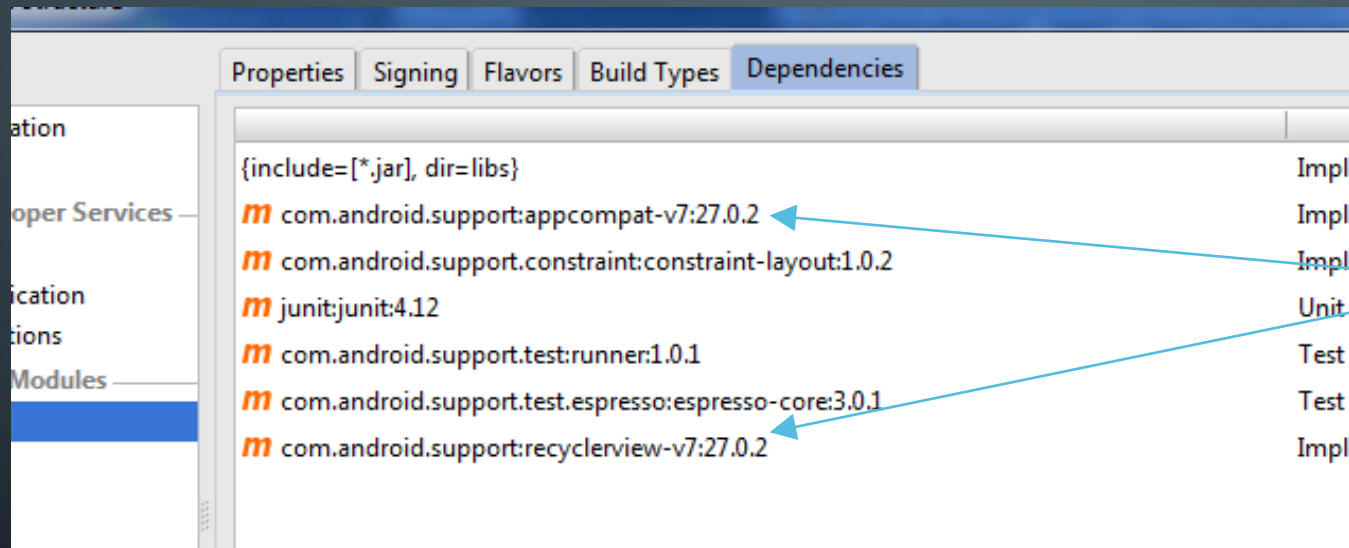 Properties Signing Flavors Build Types Dependencies
ation
{include=[*.jar], dir=libs} Impl
oper Services
m com.android.support:appcompat-v7:27.0.2 Impl
m com.android.support.constraint:constraint-layout:1.0.2 Impl
ication
m junit:junit:4.12 Unit
tions
m com.android.support.test:runner:1.0.1 Test
Modules
m com.android.support.test.espresso:espresso-core:3.0.1 Test
m com.android.support:recyclerview-v7:27.0.2 Impl